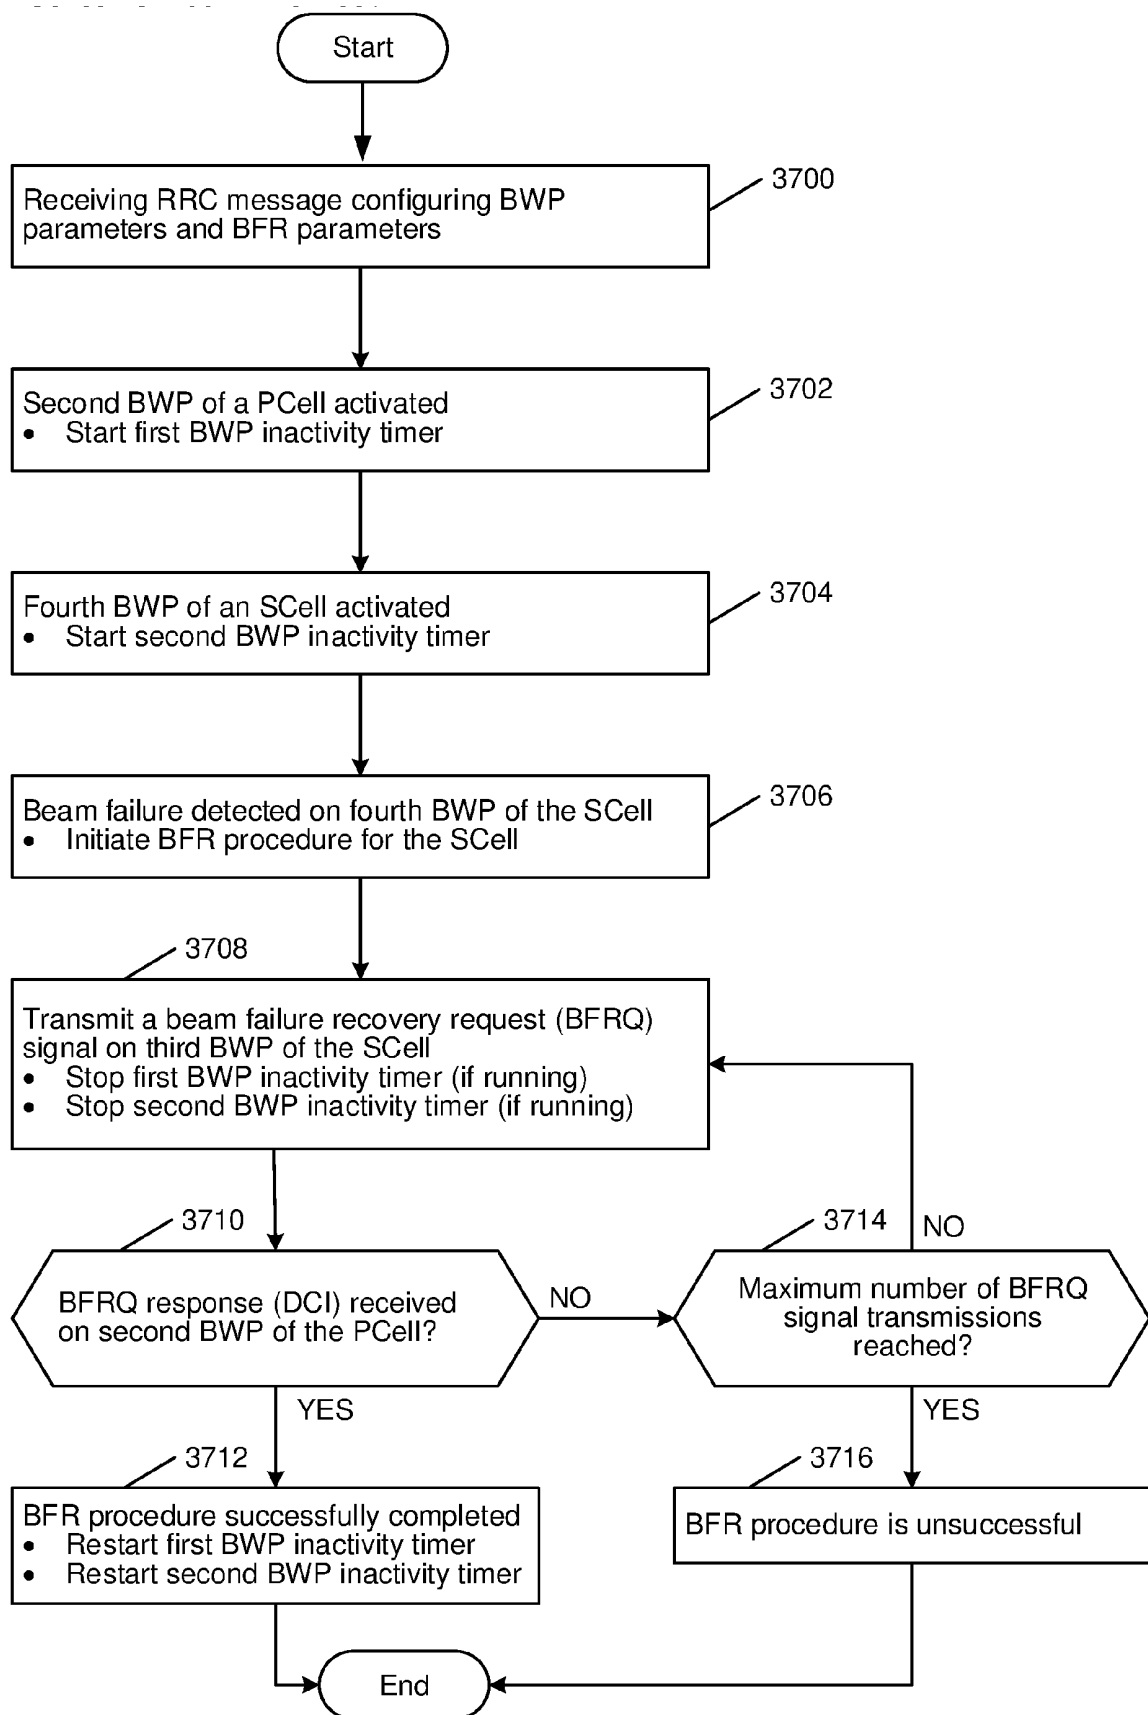 Start
3700
Receiving RRC message configuring BWP
parameters and BFR parameters
3702
Second BWP of a PCell activated
• Start first BWP inactivity timer
3704
Fourth BWP of an SCell activated
• Start second BWP inactivity timer
3706
Beam failure detected on fourth BWP of the SCell
• Initiate BFR procedure for the SCell
3708
Transmit a beam failure recovery request (BFRQ)
signal on third BWP of the SCell
• Stop first BWP inactivity timer (if running)
• Stop second BWP inactivity timer (if running)
3710
BFRQ response (DCI) received
on second BWP of the PCell?
NO
3714
NO
Maximum number of BFRQ
signal transmissions
reached?
YES
YES
3712
BFR procedure successfully completed
• Restart first BWP inactivity timer
• Restart second BWP inactivity timer
3716
BFR procedure is unsuccessful
End